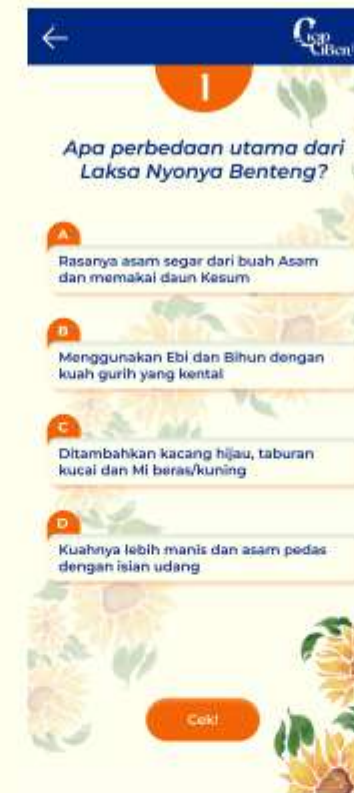 Cicap
CiBen
1
Apa perbedaan utama dari
Laksa Nyonya Benteng?
A
Rasanya asam segar dari buah Asam
dan memakai daun Kesum
B
Menggunakan Ebi dan Bihun dengan
kuah gurih yang kental
C
Ditambahkan kacang hijau, taburan
kucai dan Mi beras/kuning
D
Kuahnya lebih manis dan asam pedas
dengan isian udang
Cek!